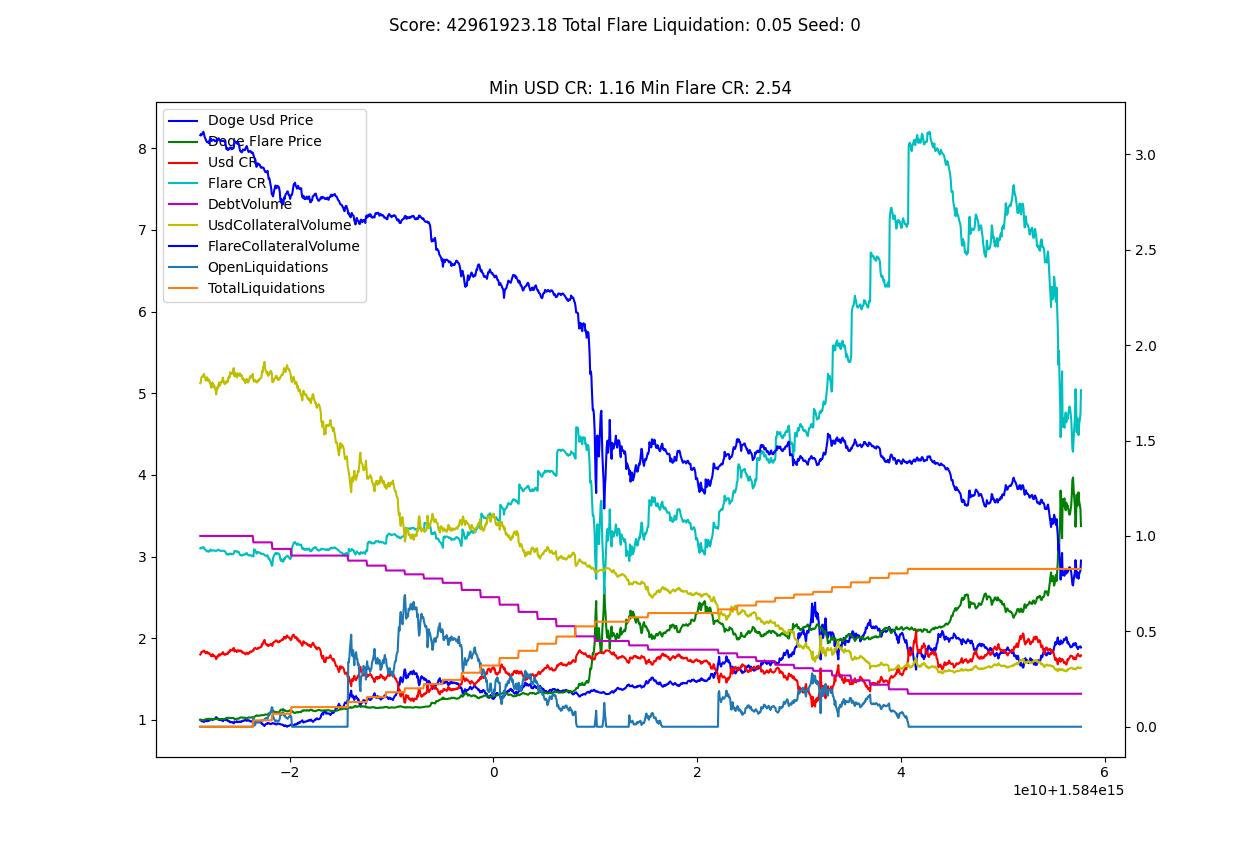 Score: 42961923.18 Total Flare Liquidation: 0.05 Seed: 0
Min USD CR: 1.16 Min Flare CR: 2.54
Doge Usd Price
Doge Flare Price
Usd CR
Flare CR
DebtVolume
UsdCollateralVolume
FlareCollateralVolume
OpenLiquidations
TotalLiquidations
8
7
6
5
4
3
2
1
3.0
2.5
2.0
1.5
1.0
0.5
0.0
−2 0 2 4 6
1e10+1.584e15